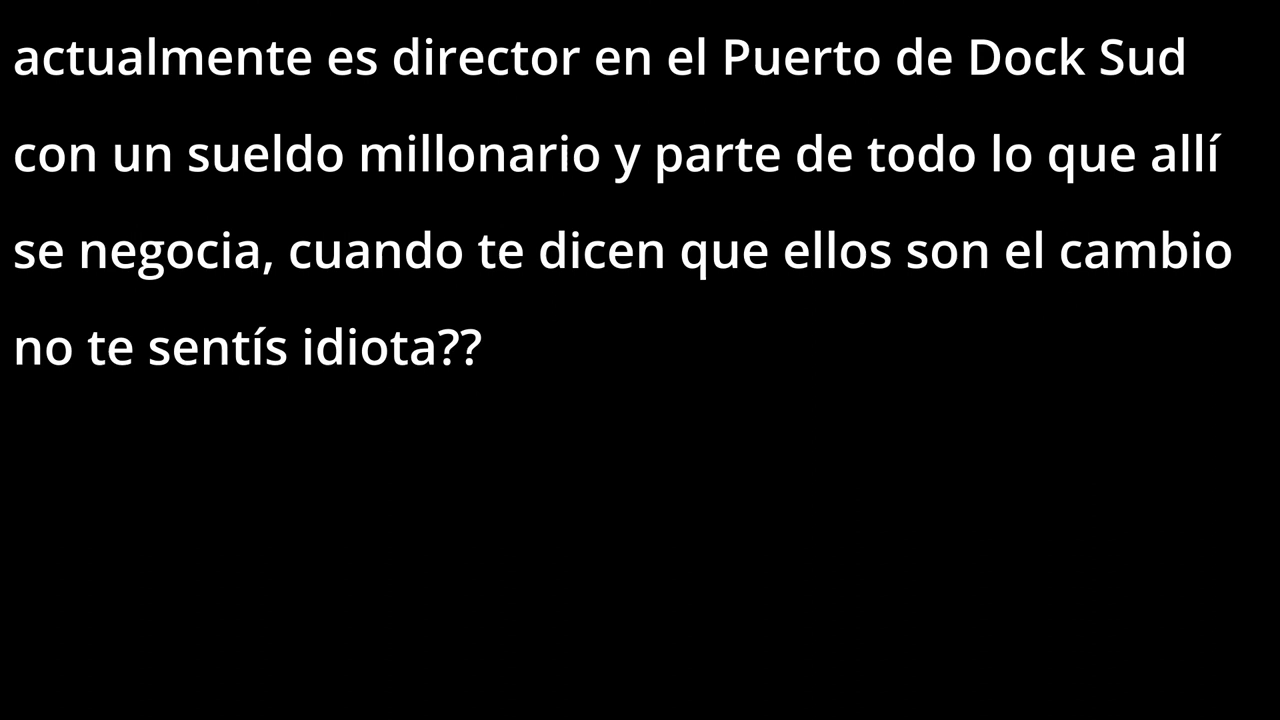 actualmente es director en el Puerto de Dock Sud
con un sueldo millonario y parte de todo lo que allí
se negocia, cuando te dicen que ellos son el cambio
no te sentís idiota??